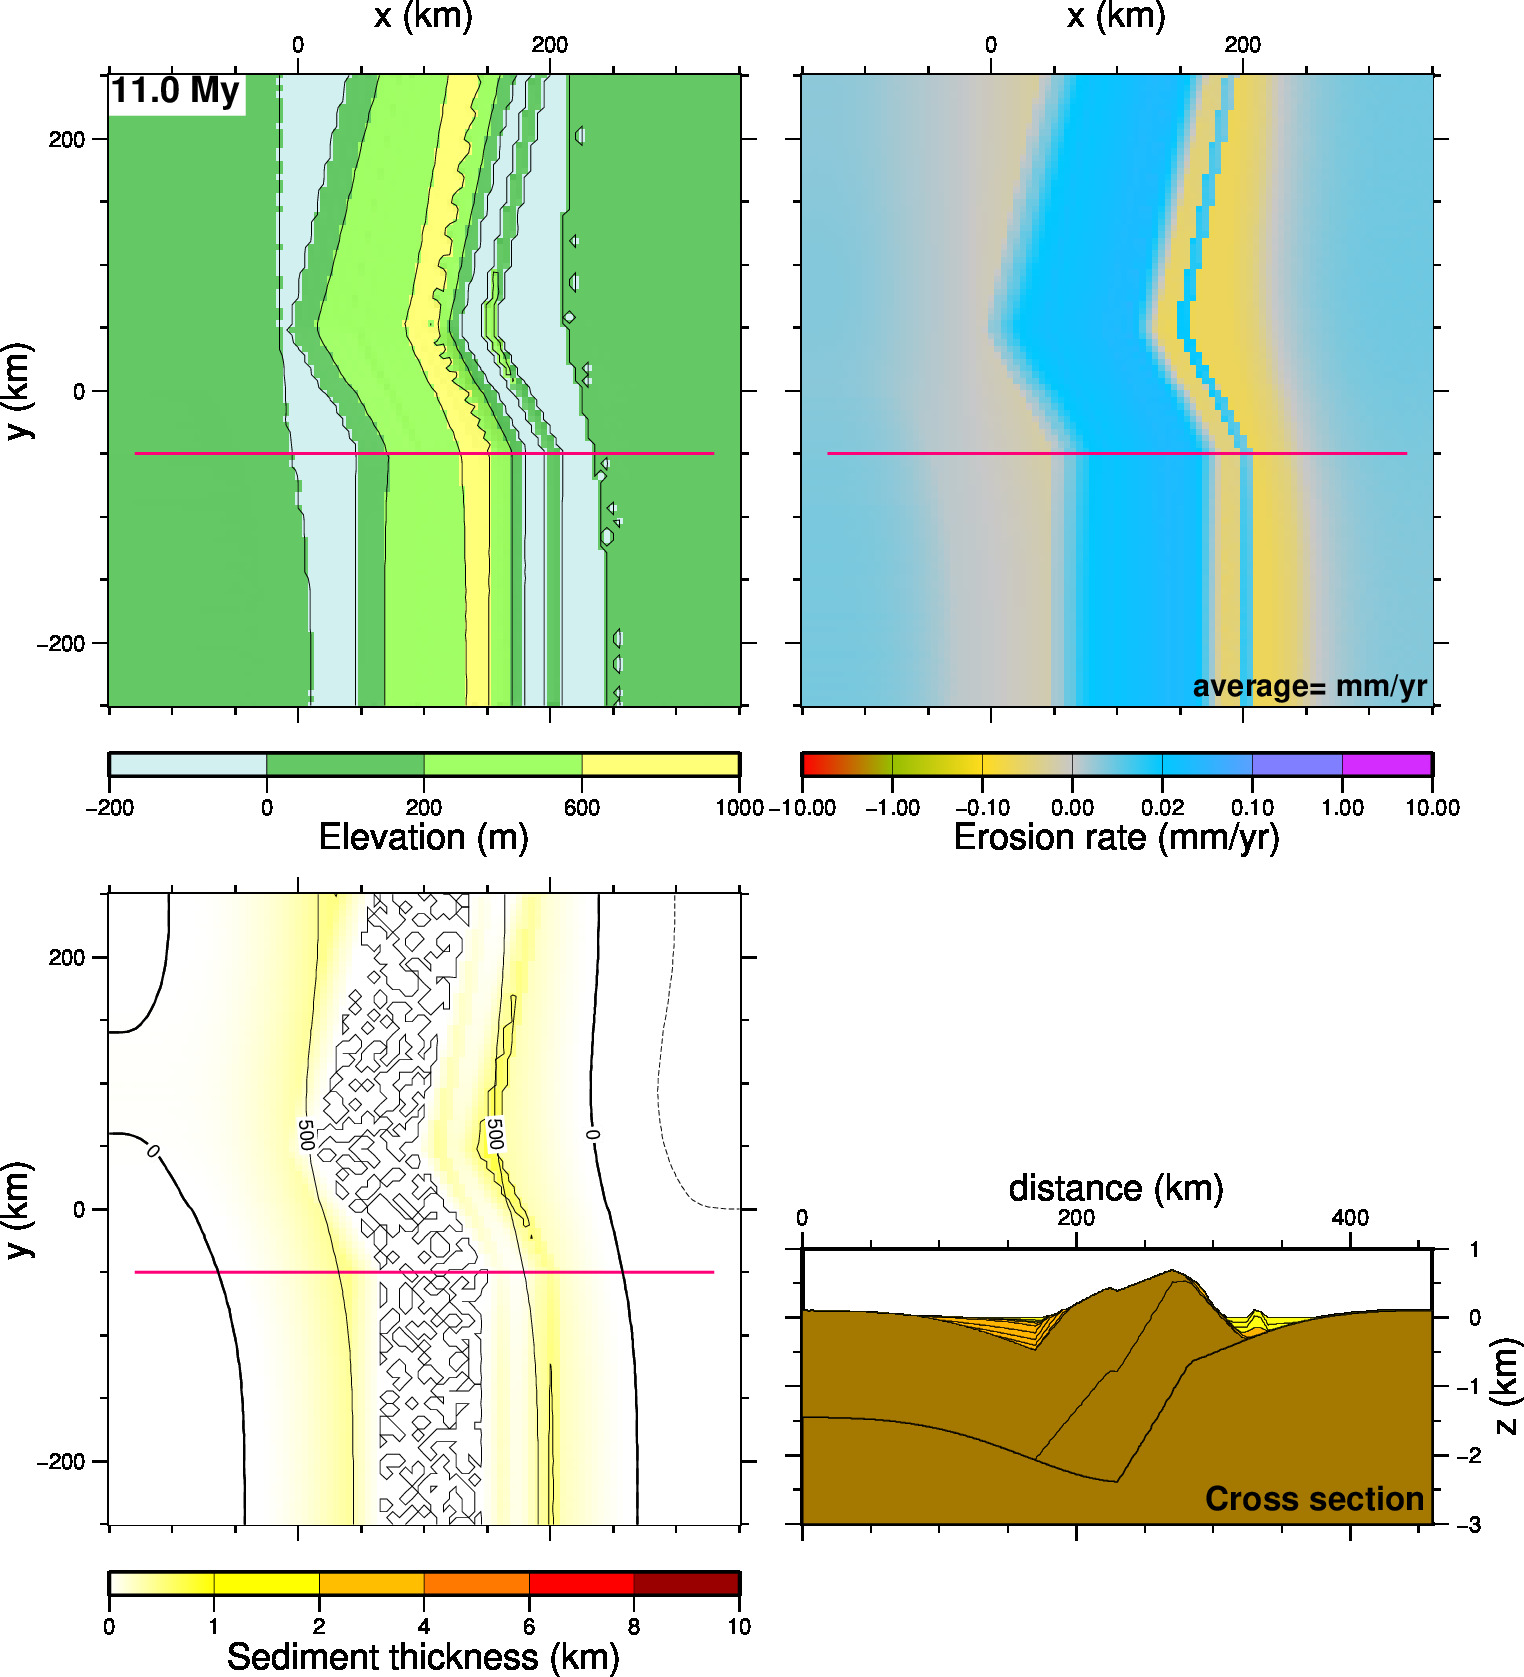 x (km)
0 200
11.0 My
200
0
−200
y (km)
−200 0 200 600 1000
Elevation (m)
x (km)
0 200
average= mm/yr
−10.00 −1.00 −0.10 0.00 0.02 0.10 1.00 10.00
Erosion rate (mm/yr)
200
0
−200
y (km)
500
500
0
0
0 1 2 4 6 8 10
Sediment thickness (km)
distance (km)
0 200 400
1
0
−1
−2
−3
z (km)
Cross section